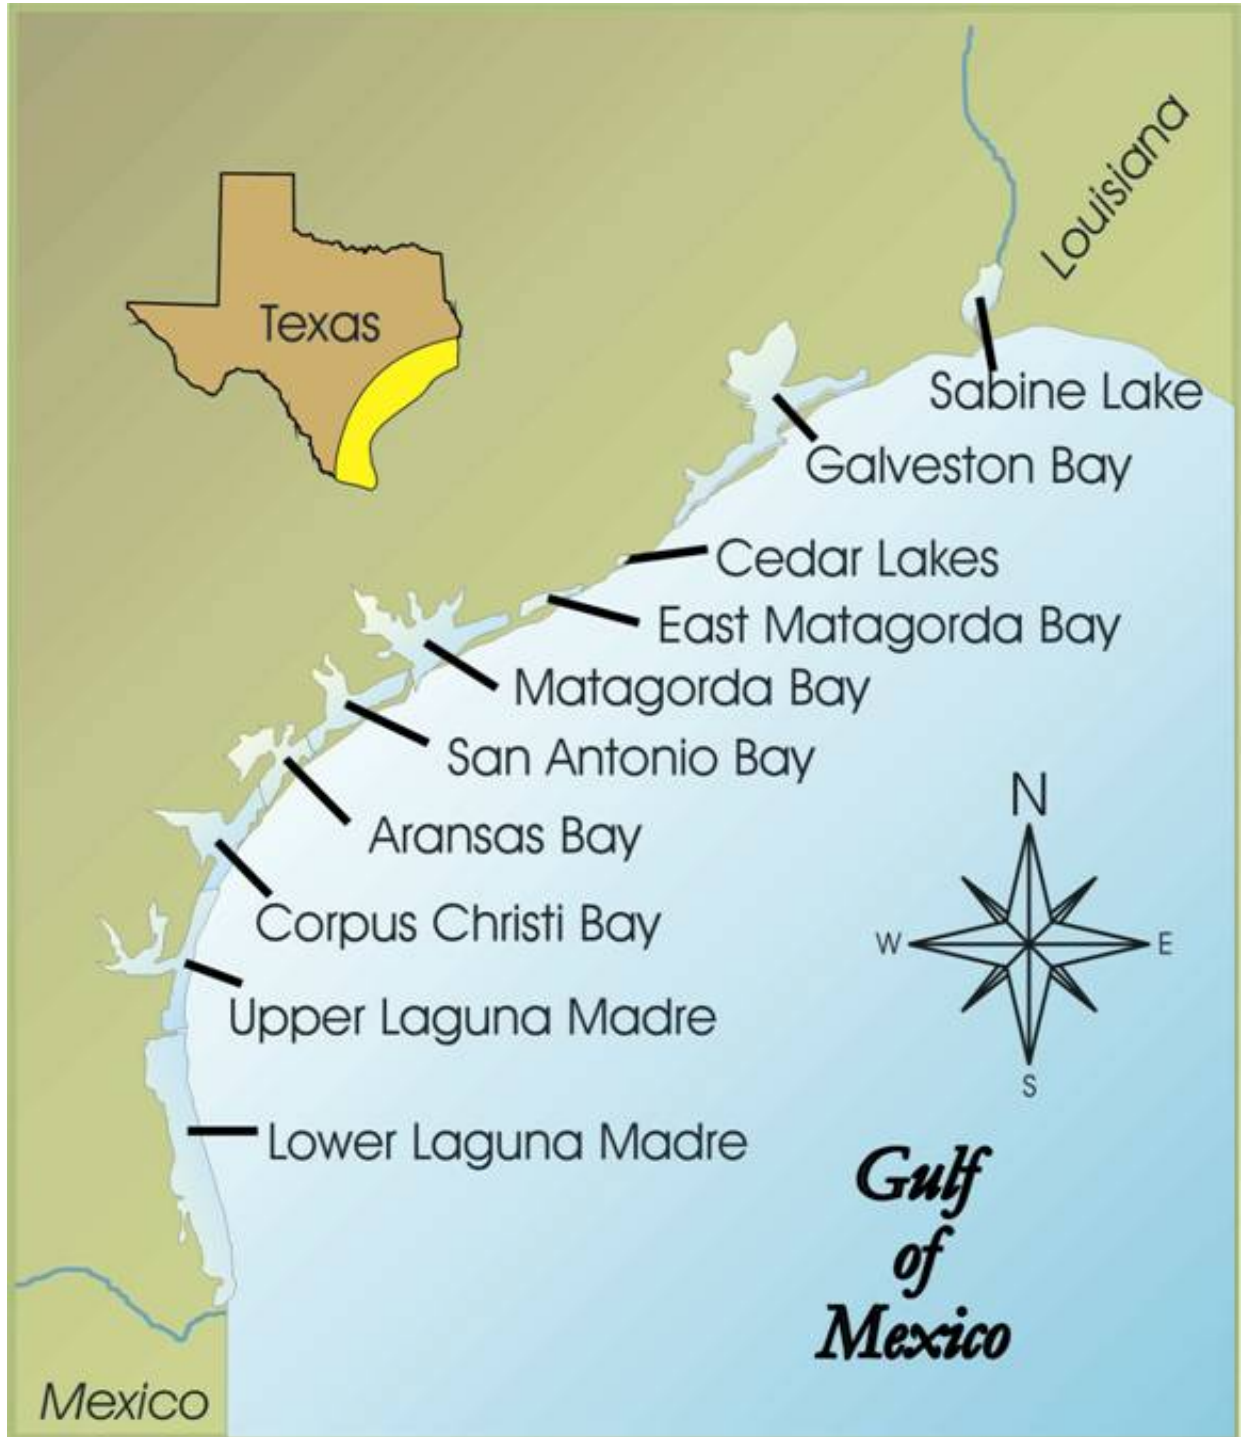 Louisiana
Texas
Sabine Lake
Galveston Bay
Cedar Lakes
East Matagorda Bay
Matagorda Bay
San Antonio Bay
Aransas Bay
Corpus Christi Bay
Upper Laguna Madre
Lower Laguna Madre
N
W
E
S
Gulf
of
Mexico
Mexico